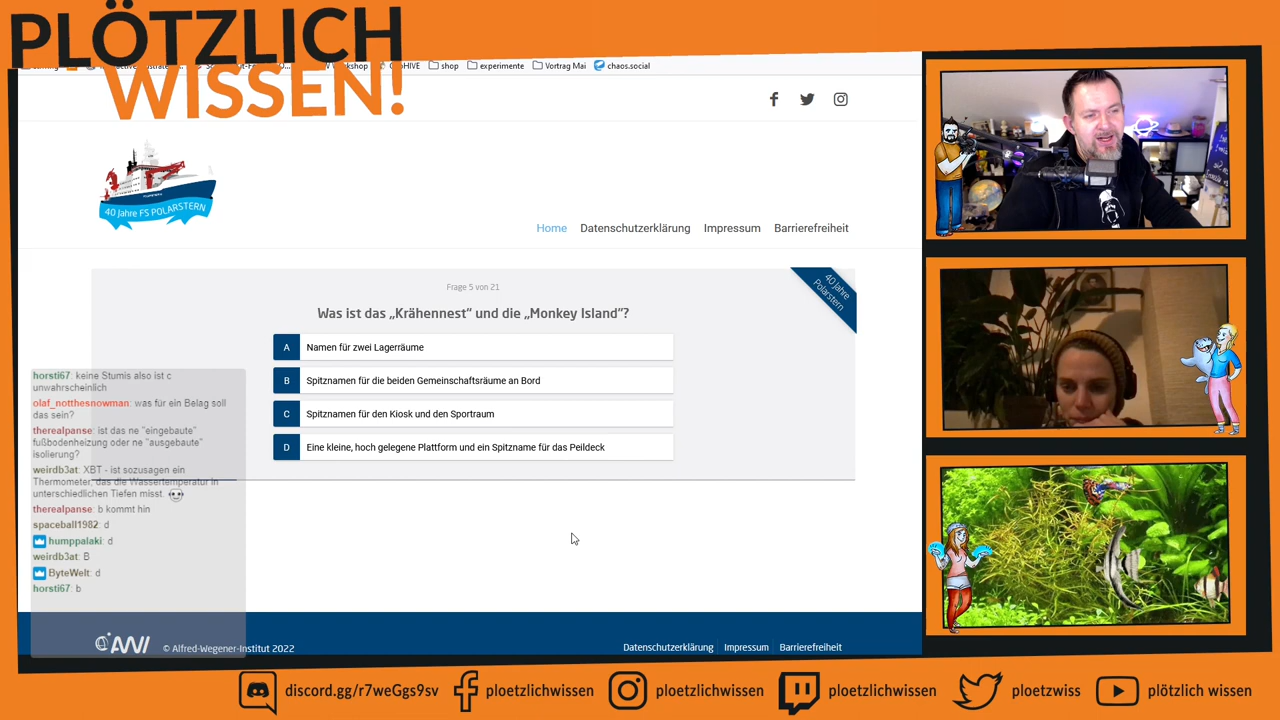 PLÖTZLICH
WISSEN!
Workshop
shop
experimente
Vortrag Mai
chaos.social
40 Jahre FS POLARSTERN
Home
Datenschutzerklärung
Impressum
Barrierefreiheit
Frage 5 von 21
40 Jahre
Polarstern
Was ist das „Krähennest“ und die „Monkey Island“?
A Namen für zwei Lagerräume
B Spitznamen für die beiden Gemeinschaftsräume an Bord
C Spitznamen für den Kiosk und den Sportraum
D Eine kleine, hoch gelegene Plattform und ein Spitzname für das Peildeck
horsti67: keine Stumis also ist c
unwahrscheinlich
olaf_notthesnowman: was für ein Belag soll
das sein?
therealpanse: ist das ne "eingebaute"
fußbodenheizung oder ne "ausgebaute"
isolierung?
weirdb3at: XBT - ist sozusagen ein
Thermometer, das die Wassertemperatur in
unterschiedlichen Tiefen misst.
therealpanse: b kommt hin
spaceball1982: d
humppalaki: d
weirdb3at: B
ByteWelt: d
horsti67: b
AWI
© Alfred-Wegener-Institut 2022
Datenschutzerklärung
Impressum
Barrierefreiheit
discord.gg/r7weGgs9sv
ploetzlichwissen
ploetzlichwissen
ploetzlichwissen
ploetzwiss
plötzlich wissen